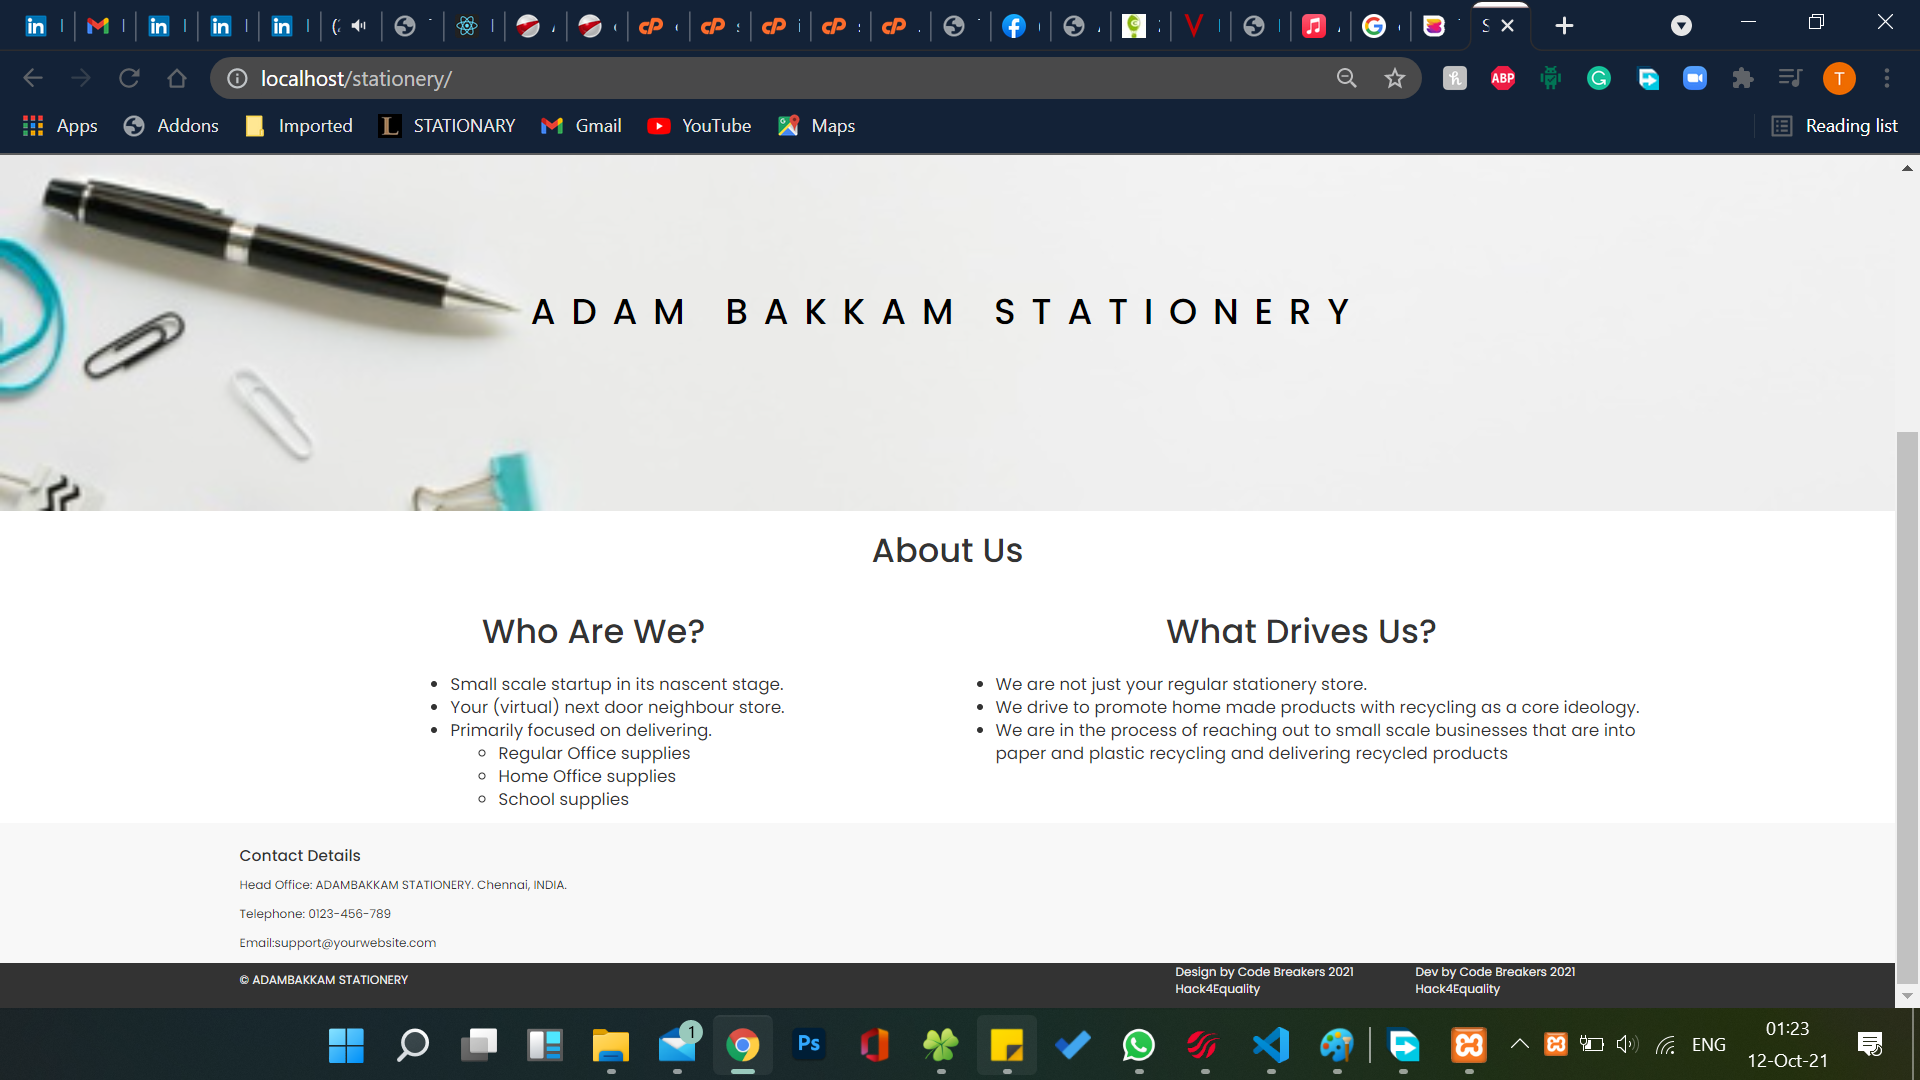 localhost/stationery/
ABP
T
Apps
Addons
Imported
L
STATIONARY
Gmail
YouTube
Maps
Reading list
ADAM BAKKAM STATIONERY
About Us
Who Are We?
Small scale startup in its nascent stage.
Your (virtual) next door neighbour store.
Primarily focused on delivering.
Regular Office supplies
Home Office supplies
School supplies
What Drives Us?
We are not just your regular stationery store.
We drive to promote home made products with recycling as a core ideology.
We are in the process of reaching out to small scale businesses that are into
paper and plastic recycling and delivering recycled products
Contact Details
Head Office: ADAMBAKKAM STATIONERY. Chennai, INDIA.
Telephone: 0123-456-789
Email:support@yourwebsite.com
© ADAMBAKKAM STATIONERY
Design by Code Breakers 2021
Hack4Equality
Dev by Code Breakers 2021
Hack4Equality
1
Ps
ENG
01:23
12-Oct-21